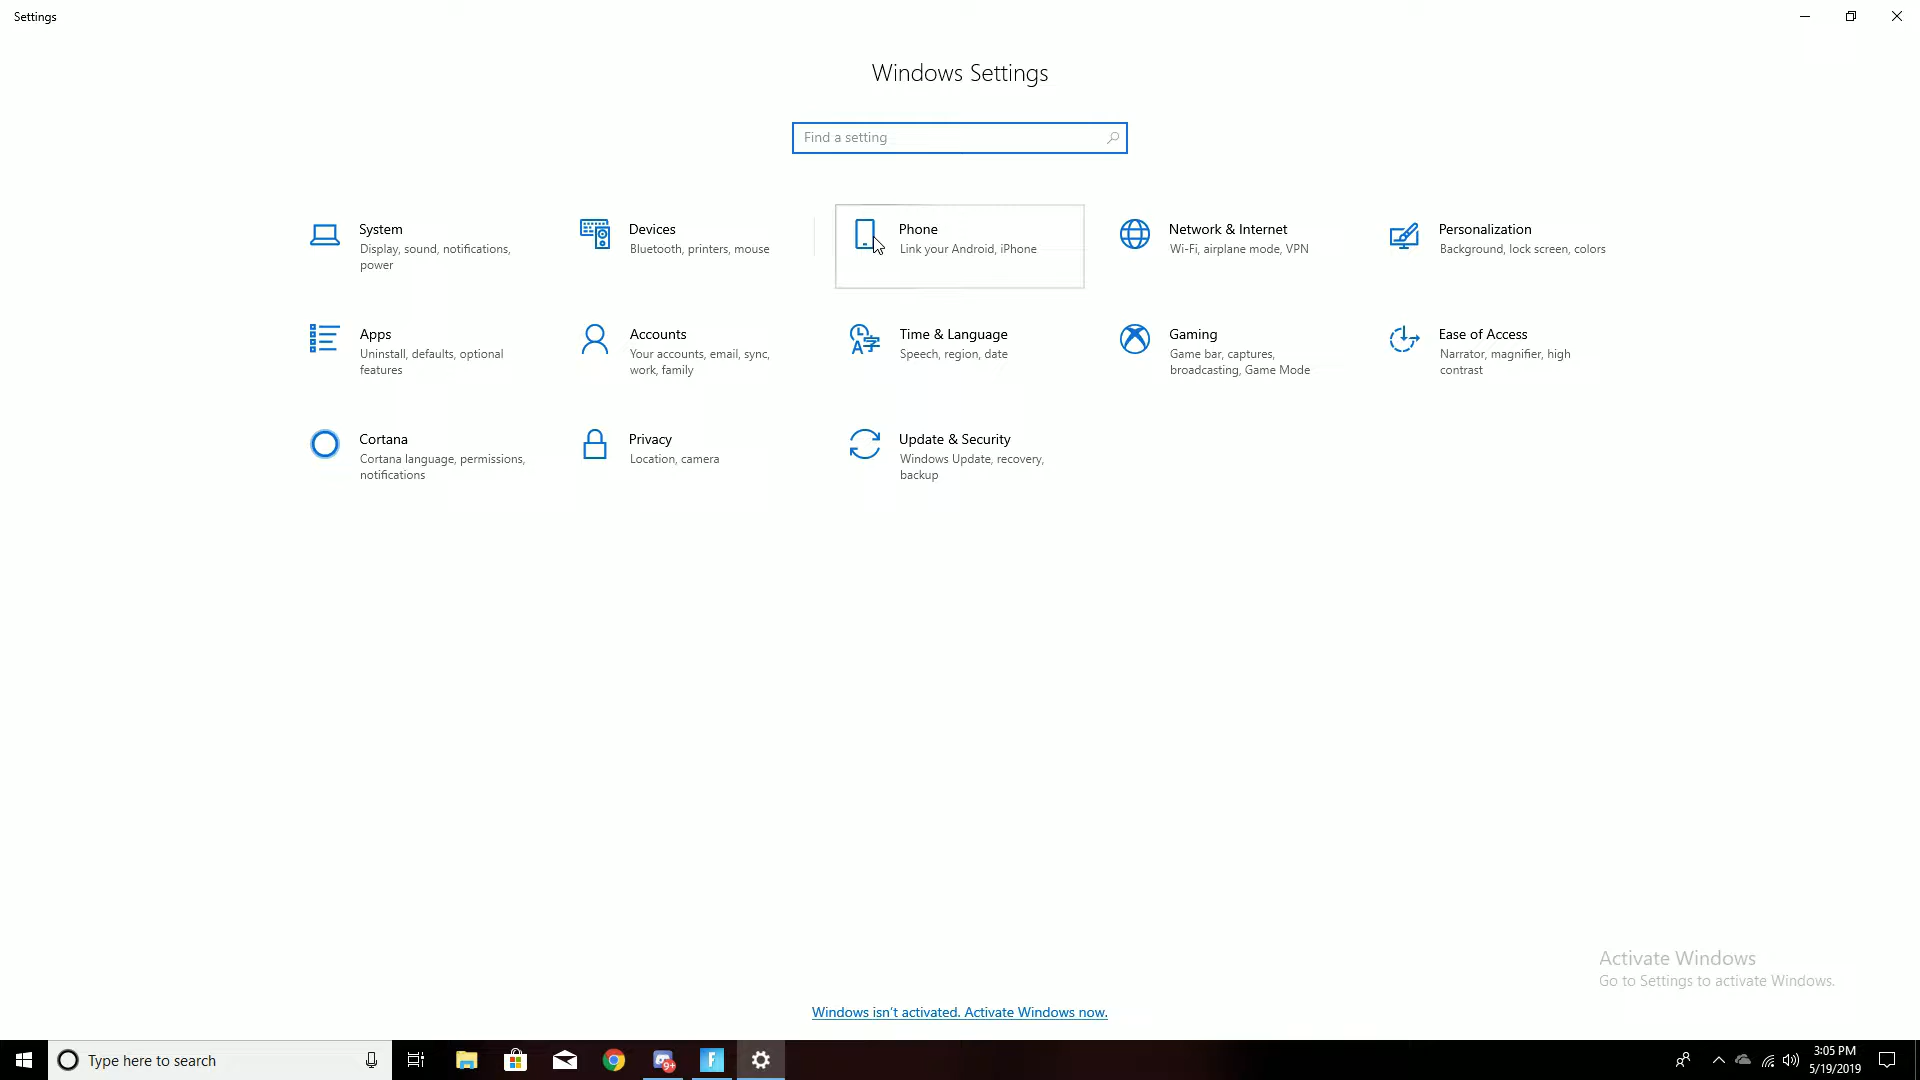 Settings
Windows Settings
Find a setting
System
Display, sound, notifications,
power
Devices
Bluetooth, printers, mouse
Phone
Link your Android, iPhone
Network & Internet
Wi-Fi, airplane mode, VPN
Personalization
Background, lock screen, colors
Apps
Uninstall, defaults, optional
features
Accounts
Your accounts, email, sync,
work, family
Time & Language
Speech, region, date
Gaming
Game bar, captures,
broadcasting, Game Mode
Ease of Access
Narrator, magnifier, high
contrast
Cortana
Cortana language, permissions,
notifications
Privacy
Location, camera
Update & Security
Windows Update, recovery,
backup
Activate Windows
Go to Settings to activate Windows.
Windows isn't activated. Activate Windows now.
Type here to search
9+
F
3:05 PM
5/19/2019